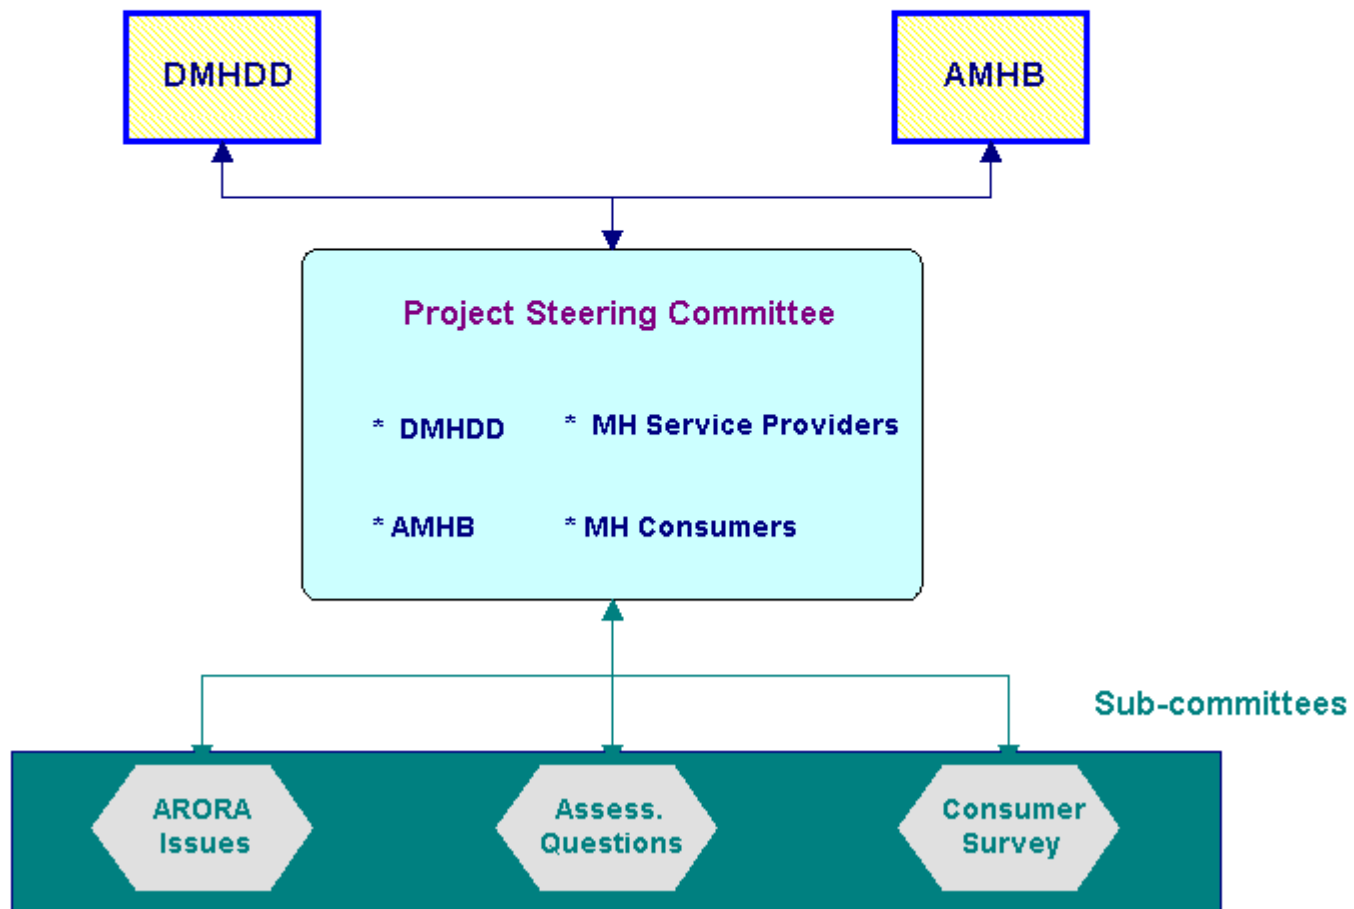 DMHDD
AMHB
Project Steering Committee
* DMHDD
* MH Service Providers
* AMHB
* MH Consumers
Sub-committees
ARORA
Issues
Assess.
Questions
Consumer
Survey